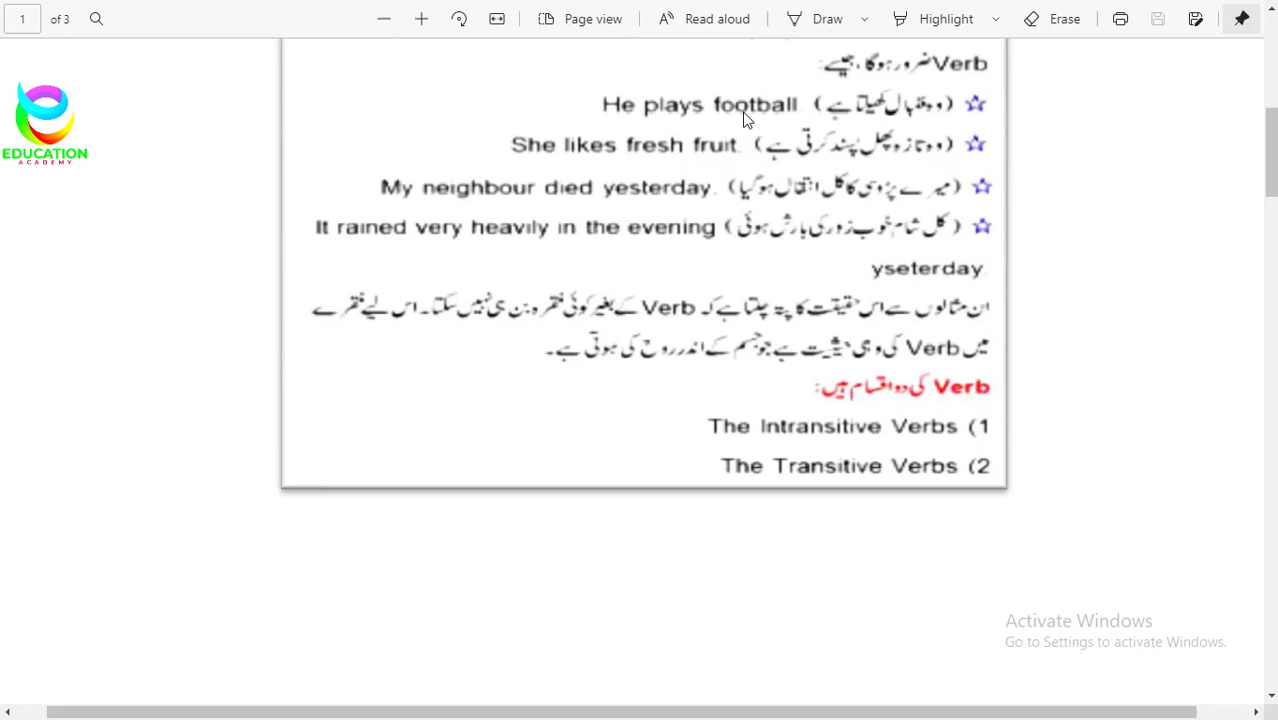 1 of 3 Page view Read aloud Draw Highlight Erase
Verb ضرور ہوگا، جیسے:
EDUCATION
ACADEMY
☆ (وہ فٹبال کھیلتا ہے) He plays football.
☆ (وہ تازہ پھل پسند کرتی ہے) She likes fresh fruit.
☆ (میرے پڑوسی کا کل انتقال ہوگیا) My neighbour died yesterday.
☆ (کل شام خوب زور کی بارش ہوئی) It rained very heavily in the evening
yseterday.
ان مثالوں سے اس حقیقت کا پتہ چلتا ہے کہ Verb کے بغیر کوئی فقرہ بن ہی نہیں سکتا۔ اس لیے فقرے
میں Verb کی وہی حیثیت ہے جو جسم کے اندر روح کی ہوتی ہے۔
Verb کی دو اقسام ہیں:
The Intransitive Verbs (1
The Transitive Verbs (2
Activate Windows
Go to Settings to activate Windows.